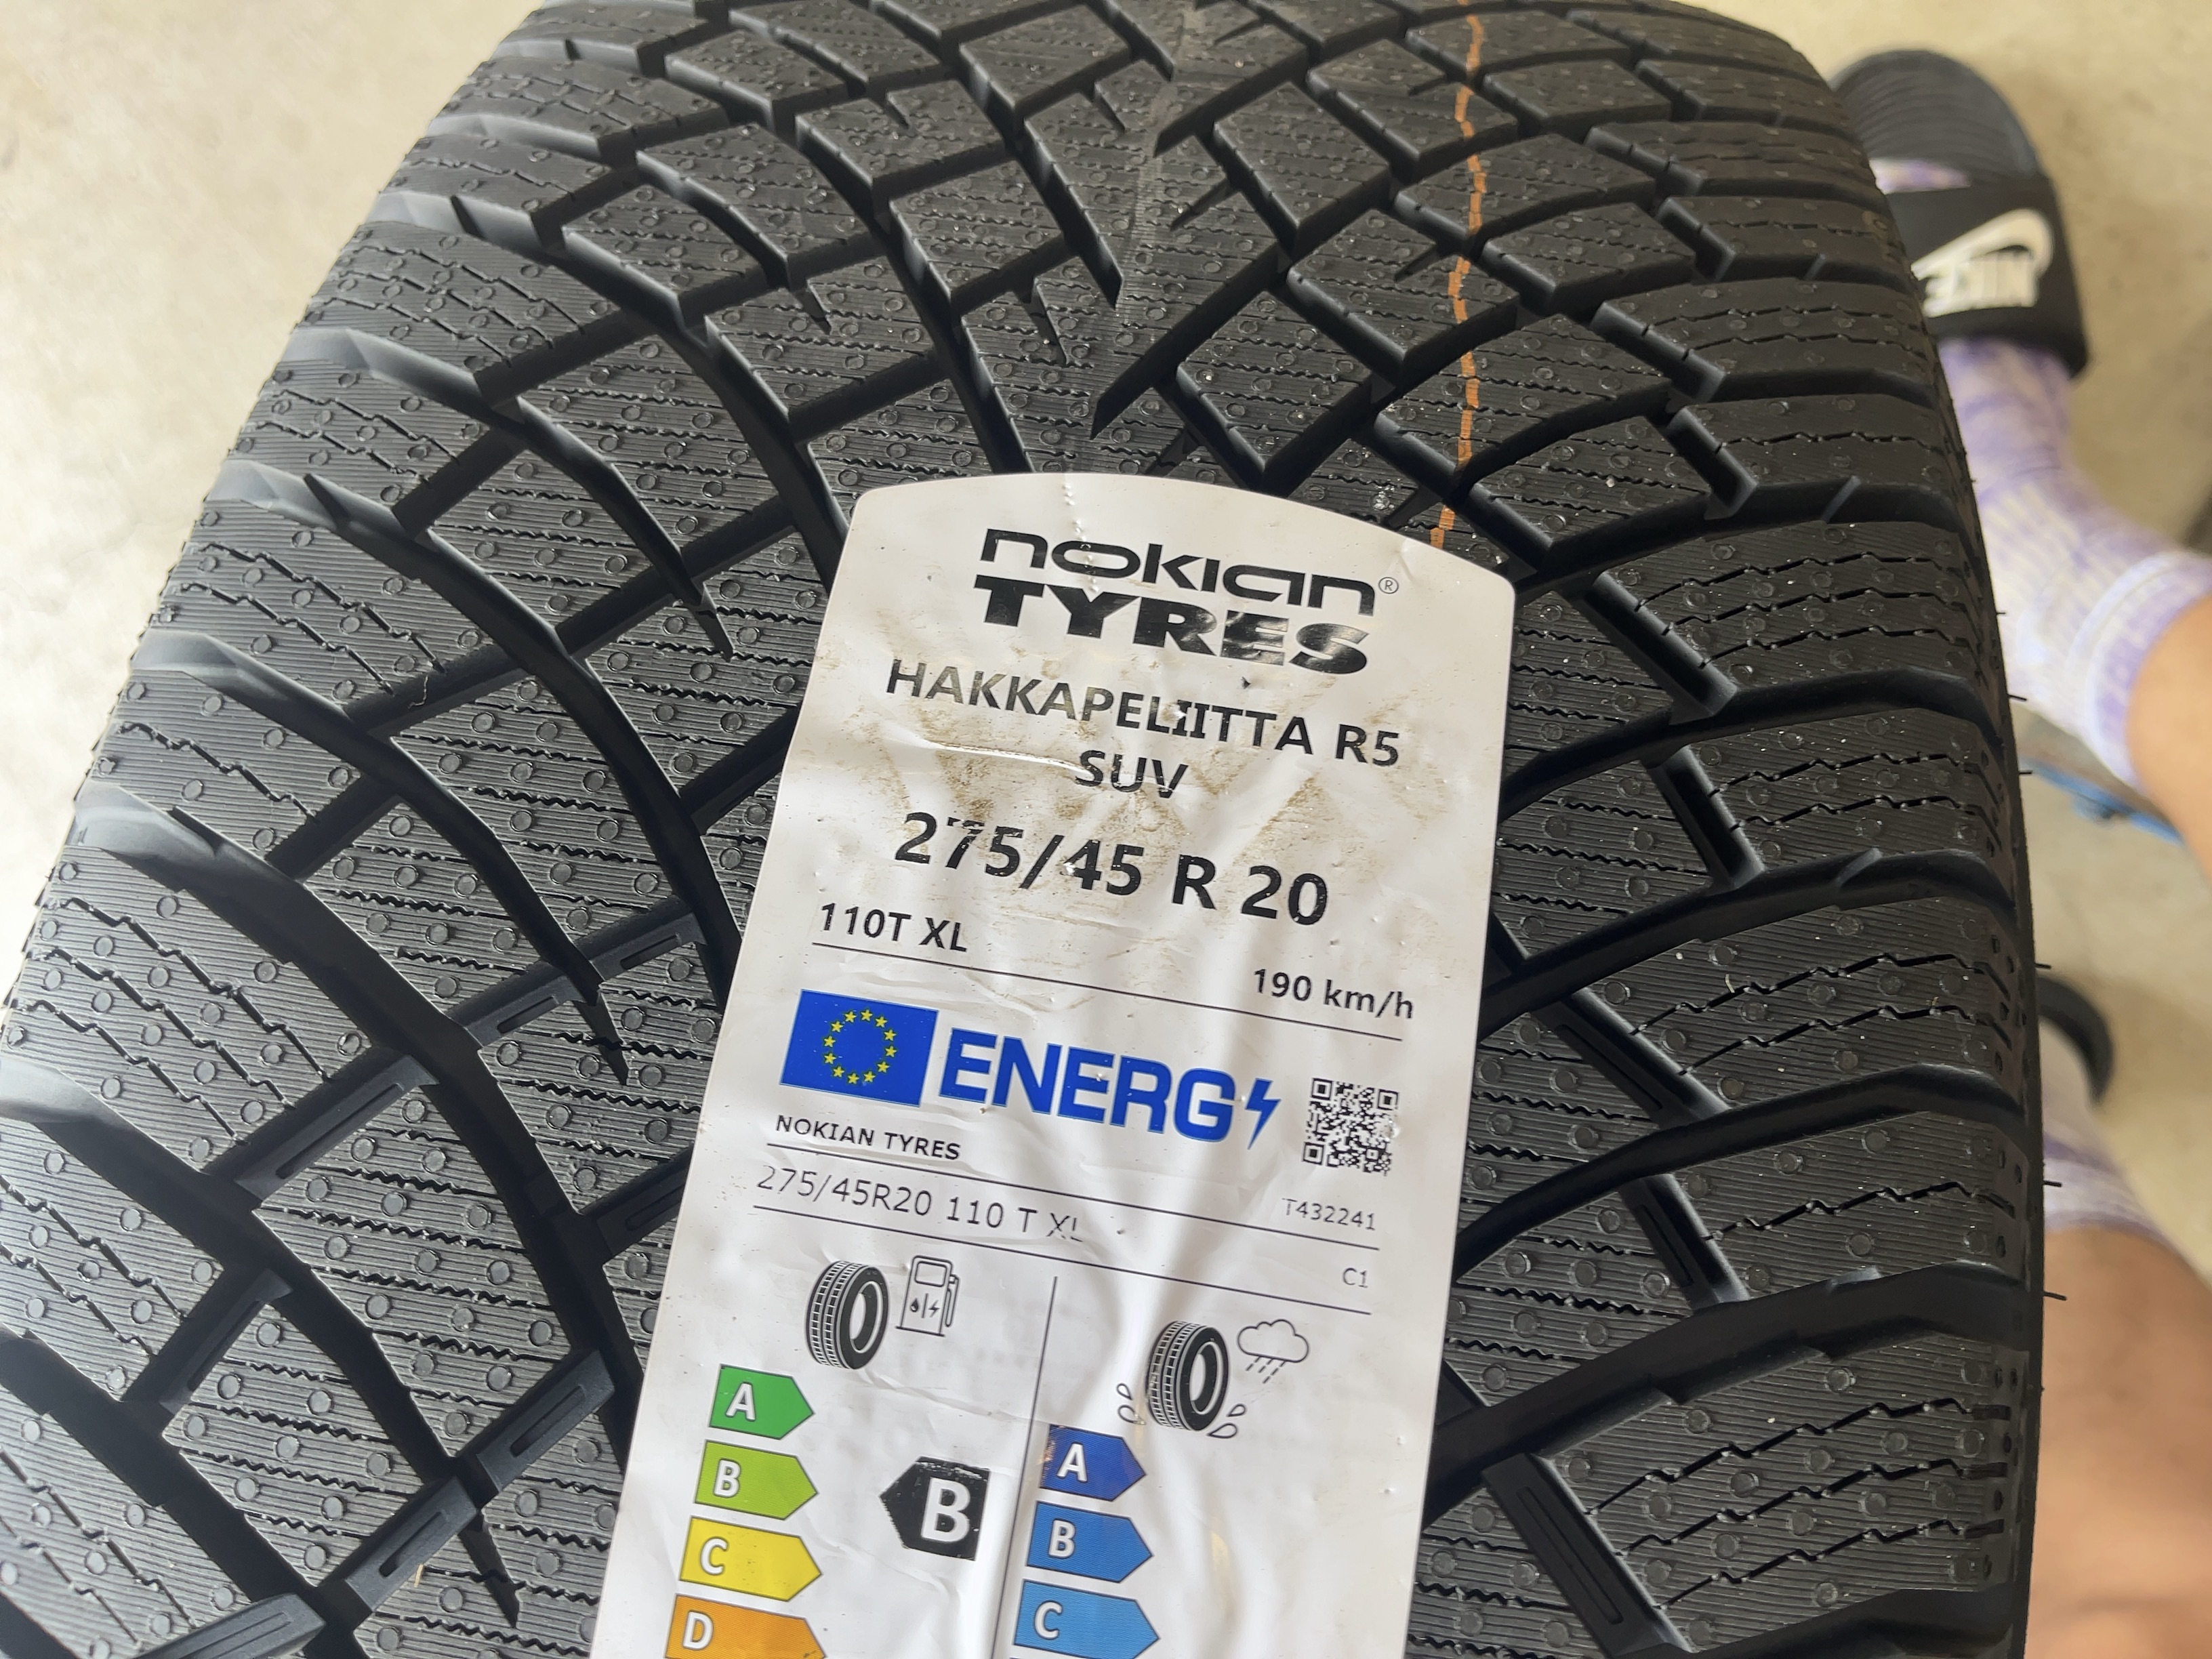 NIKE
nokian®
TYRES
HAKKAPELIITTA R5
SUV
275/45 R 20
110T XL
190 km/h
ENERG
NOKIAN TYRES
T432241
275/45R20 110 T XL
C1
A
B
B
C
D
A
B
C